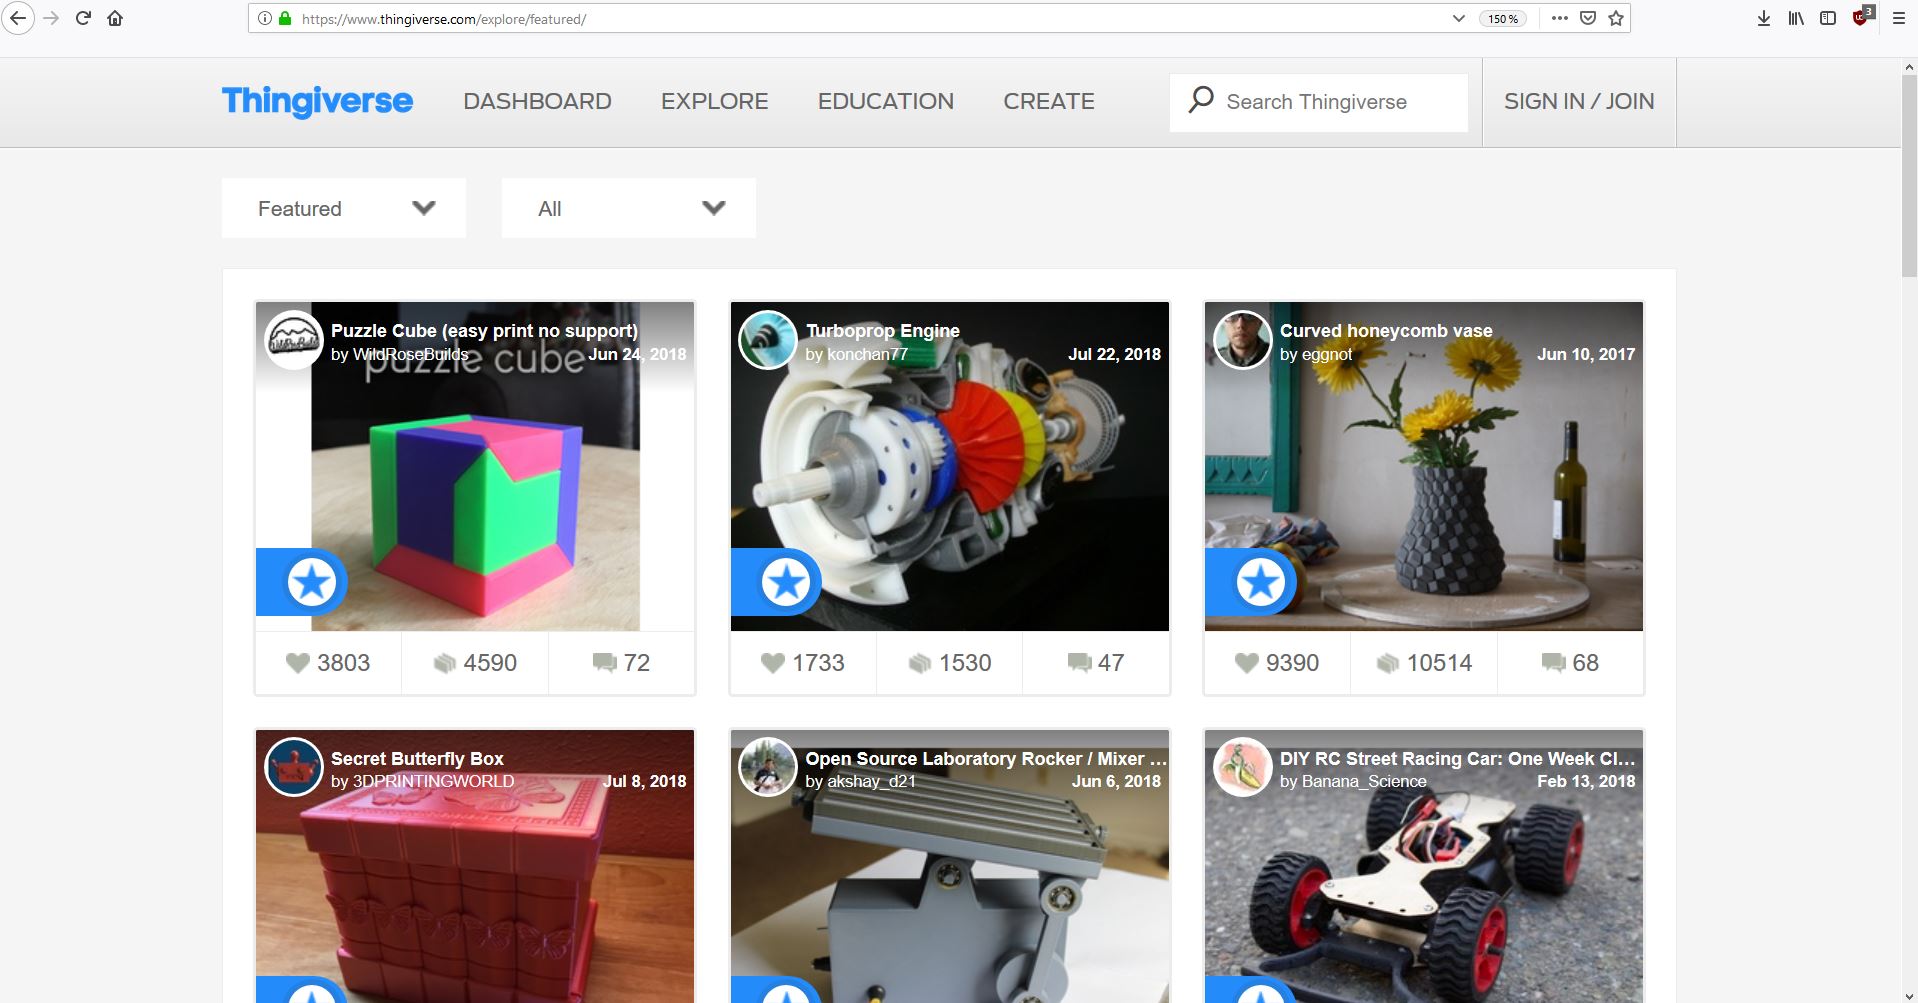 https://www.thingiverse.com/explore/featured/
150%
3
Thingiverse
DASHBOARD
EXPLORE
EDUCATION
CREATE
Search Thingiverse
SIGN IN / JOIN
Featured
All
Puzzle Cube (easy print no support)
by WildRoseBuilds
Jun 24, 2018
puzzle cube
3803
4590
72
Turboprop Engine
by konchan77
Jul 22, 2018
1733
1530
47
Curved honeycomb vase
by eggnot
Jun 10, 2017
9390
10514
68
Secret Butterfly Box
by 3DPRINTINGWORLD
Jul 8, 2018
Open Source Laboratory Rocker / Mixer ...
by akshay_d21
Jun 6, 2018
DIY RC Street Racing Car: One Week Cl...
by Banana_Science
Feb 13, 2018